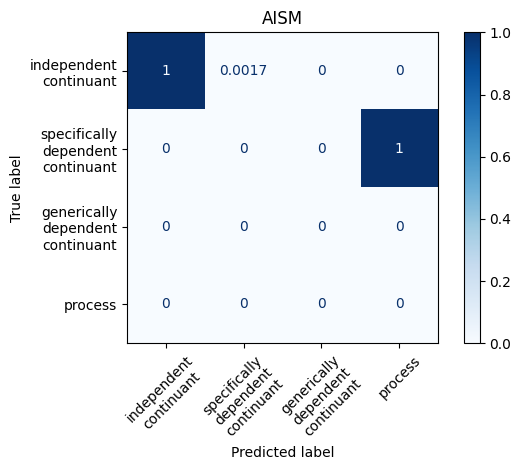 AISM
independent
continuant
specifically
dependent
continuant
generically
dependent
continuant
process
True label
1 0.0017 0 0
0 0 0 1
0 0 0 0
0 0 0 0
independent
continuant
specifically
dependent
continuant
generically
dependent
continuant
process
Predicted label
1.0
0.8
0.6
0.4
0.2
0.0